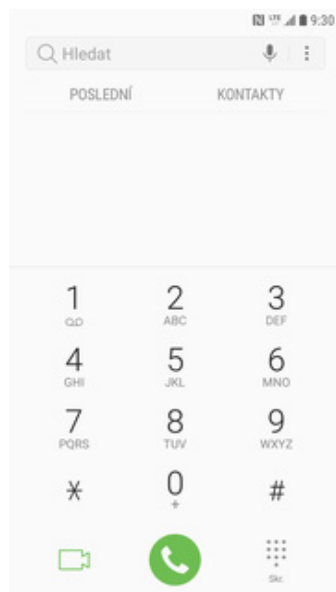 LTE 9:30
Hledat
POSLEDNÍ KONTAKTY
1 2 3
ABC DEF
4 5 6
GHI JKL MNO
7 8 9
PQRS TUV WXYZ
* 0 #
+
Skr.